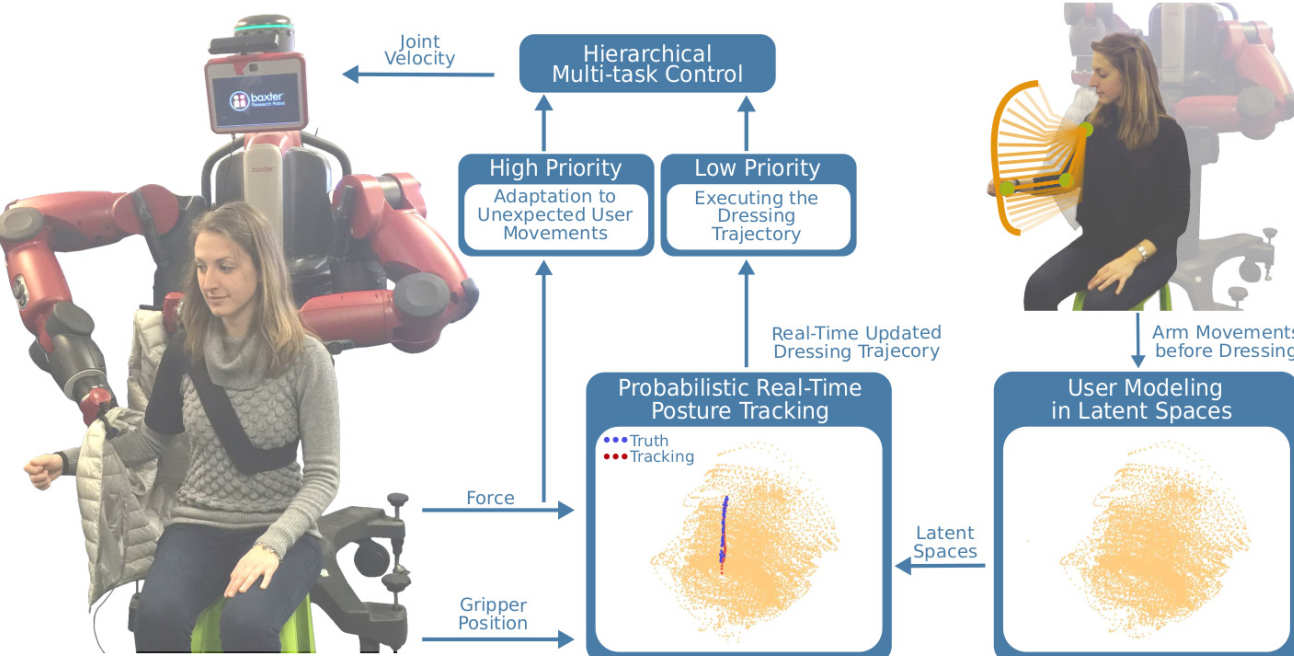 Joint
Velocity
Hierarchical
Multi-task Control
baxter
Research Robot
baxter
High Priority
Adaptation to
Unexpected User
Movements
Low Priority
Executing the
Dressing
Trajectory
Real-Time Updated
Dressing Trajecory
Arm Movements
before Dressing
Probabilistic Real-Time
Posture Tracking
Truth
Tracking
User Modeling
in Latent Spaces
Force
Latent
Spaces
Gripper
Position